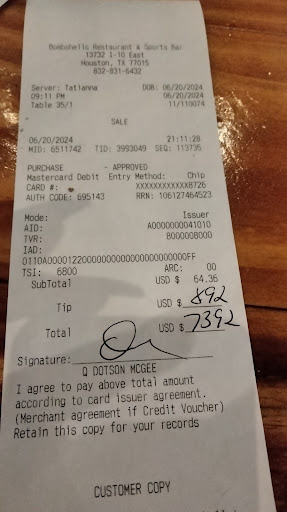 Bombshells Restaurant & Sports Bar
13732 I-10 East
Houston, TX 77015
832-831-6432
Server: Tatianna DOB: 06/20/2024
09:11 PM 06/20/2024
Table 35/1 11/110074
SALE
06/20/2024 21:11:28
MID: 6511742 TID: 3993049 SEQ: 113735
PURCHASE - APPROVED
Mastercard Debit Entry Method: Chip
CARD #: XXXXXXXXXXXX8726
AUTH CODE: 695143 RRN: 106127464523
Mode: Issuer
AID: A0000000041010
TVR: 8000008000
IAD:
0110A00001220000000000000000000000FF
TSI: 6800 ARC: 00
SubTotal USD $ 64.36
Tip USD $ 892
Total USD $ 7392
Signature:
Q DOTSON MCGEE
I agree to pay above total amount
according to card issuer agreement.
(Merchant agreement if Credit Voucher)
Retain this copy for your records
CUSTOMER COPY